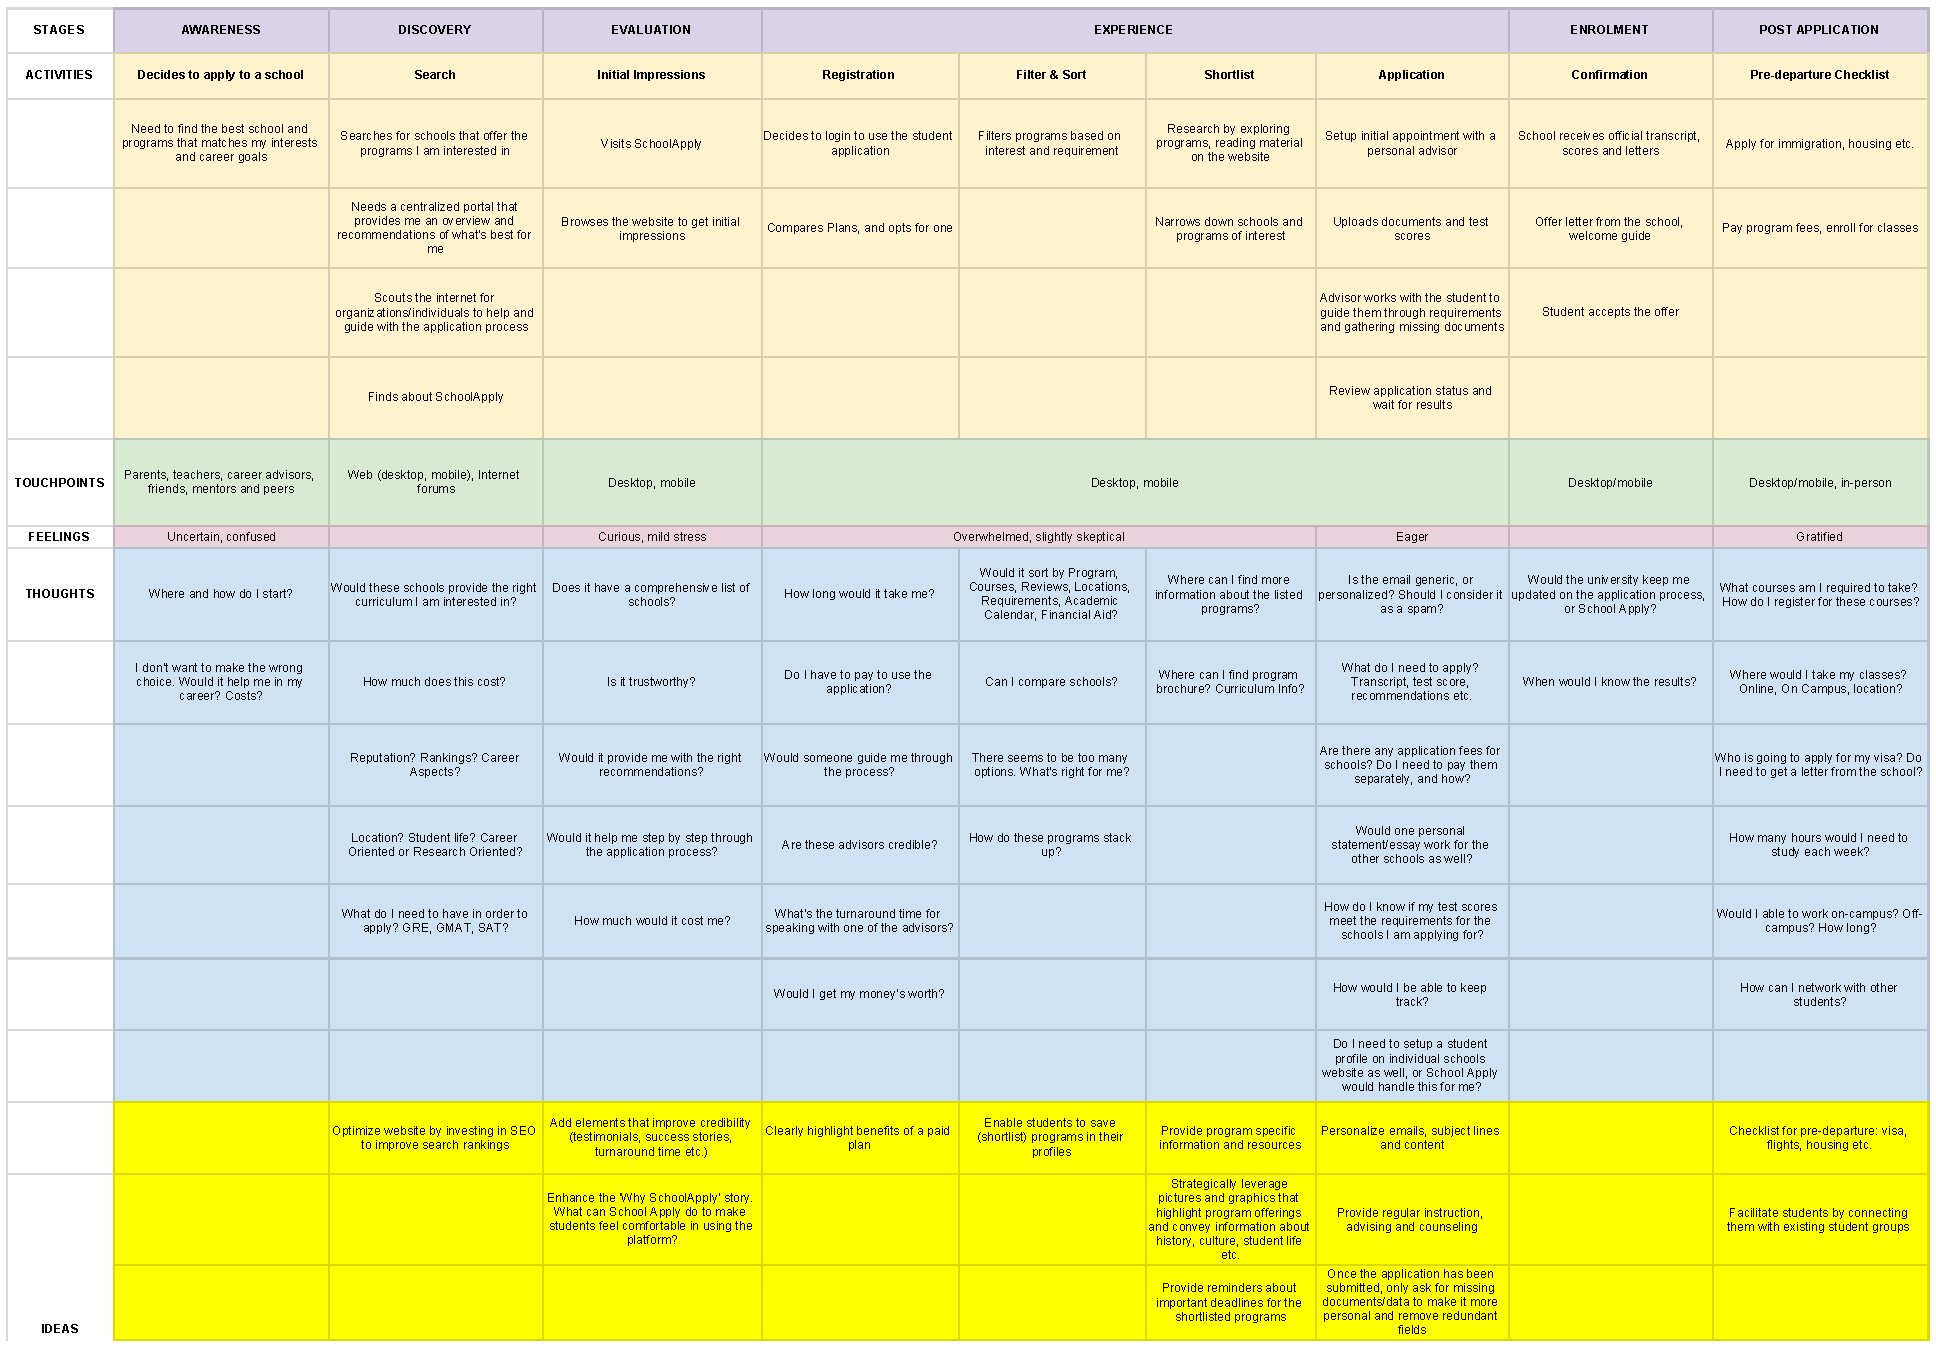 STAGES
AWARENESS
DISCOVERY
EVALUATION
EXPERIENCE
ENROLMENT
POST APPLICATION
ACTIVITIES
Decides to apply to a school
Search
Initial Impressions
Registration
Filter & Sort
Shortlist
Application
Confirmation
Pre-departure Checklist
Need to find the best school and
programs that matches my interests
and career goals
Searches for schools that offer the
programs I am interested in
Visits SchoolApply
Decides to login to use the student
application
Filters programs based on
interest and requirement
Research by exploring
programs, reading material
on the website
Setup initial appointment with a
personal advisor
School receives official transcript,
scores and letters
Apply for immigration, housing etc.
Needs a centralized portal that
provides me an overview and
recommendations of what's best for
me
Browses the website to get initial
impressions
Compares Plans, and opts for one
Narrows down schools and
programs of interest
Uploads documents and test
scores
Offer letter from the school,
welcome guide
Pay program fees, enroll for classes
Scouts the internet for
organizations/individuals to help and
guide with the application process
Advisor works with the student to
guide them through requirements
and gathering missing documents
Student accepts the offer
Finds about SchoolApply
Review application status and
wait for results
TOUCHPOINTS
Parents, teachers, career advisors,
friends, mentors and peers
Web (desktop, mobile), Internet
forums
Desktop, mobile
Desktop, mobile
Desktop/mobile
Desktop/mobile, in-person
FEELINGS
Uncertain, confused
Curious, mild stress
Overwhelmed, slightly skeptical
Eager
Gratified
THOUGHTS
Where and how do I start?
Would these schools provide the right
curriculum I am interested in?
Does it have a comprehensive list of
schools?
How long would it take me?
Would it sort by Program,
Courses, Reviews, Locations,
Requirements, Academic
Calendar, Financial Aid?
Where can I find more
information about the listed
programs?
Is the email generic, or
personalized? Should I consider it
as a spam?
Would the university keep me
updated on the application process,
or School Apply?
What courses am I required to take?
How do I register for these courses?
I don't want to make the wrong
choice. Would it help me in my
career? Costs?
How much does this cost?
Is it trustworthy?
Do I have to pay to use the
application?
Can I compare schools?
Where can I find program
brochure? Curriculum Info?
What do I need to apply?
Transcript, test score,
recommendations etc.
When would I know the results?
Where would I take my classes?
Online, On Campus, location?
Reputation? Rankings? Career
Aspects?
Would it provide me with the right
recommendations?
Would someone guide me through
the process?
There seems to be too many
options. What's right for me?
Are there any application fees for
schools? Do I need to pay them
separately, and how?
Who is going to apply for my visa? Do
I need to get a letter from the school?
Location? Student life? Career
Oriented or Research Oriented?
Would it help me step by step through
the application process?
Are these advisors credible?
How do these programs stack
up?
Would one personal
statement/essay work for the
other schools as well?
How many hours would I need to
study each week?
What do I need to have in order to
apply? GRE, GMAT, SAT?
How much would it cost me?
What's the turnaround time for
speaking with one of the advisors?
How do I know if my test scores
meet the requirements for the
schools I am applying for?
Would I able to work on-campus? Off-
campus? How long?
Would I get my money's worth?
How would I be able to keep
track?
How can I network with other
students?
Do I need to setup a student
profile on individual schools
website as well, or School Apply
would handle this for me?
Optimize website by investing in SEO
to improve search rankings
Add elements that improve credibility
(testimonials, success stories,
turnaround time etc.)
Clearly highlight benefits of a paid
plan
Enable students to save
(shortlist) programs in their
profiles
Provide program specific
information and resources
Personalize emails, subject lines
and content
Checklist for pre-departure: visa,
flights, housing etc.
Enhance the 'Why SchoolApply' story.
What can School Apply do to make
students feel comfortable in using the
platform?
Strategically leverage
pictures and graphics that
highlight program offerings
and convey information about
history, culture, student life
etc.
Provide regular instruction,
advising and counseling
Facilitate students by connecting
them with existing student groups
IDEAS
Provide reminders about
important deadlines for the
shortlisted programs
Once the application has been
submitted, only ask for missing
documents/data to make it more
personal and remove redundant
fields